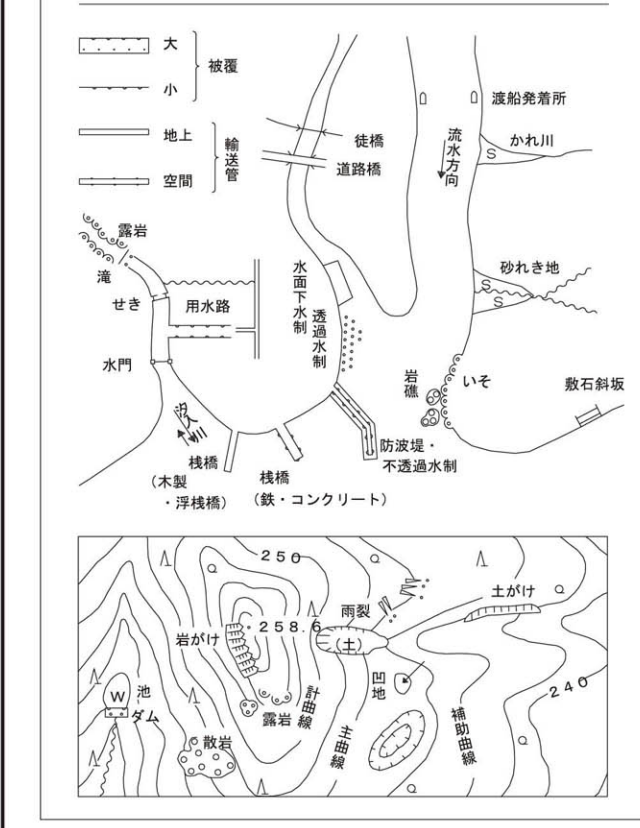 大
小
被覆
地上
空間
輸送管
渡船発着所
かれ川
S
流水方向
徒橋
道路橋
露岩
滝
せき
用水路
水門
水面下水制
透過水制
砂れき地
S
S
岩礁
いそ
敷石斜坂
汐入川
桟橋
(木製
・浮桟橋)
桟橋
(鉄・コンクリート)
防波堤・
不透過水制
250
土がけ
258.6
雨裂
(土)
岩がけ
凹地
240
池
W
ダム
露岩
計曲線
主曲線
補助曲線
散岩